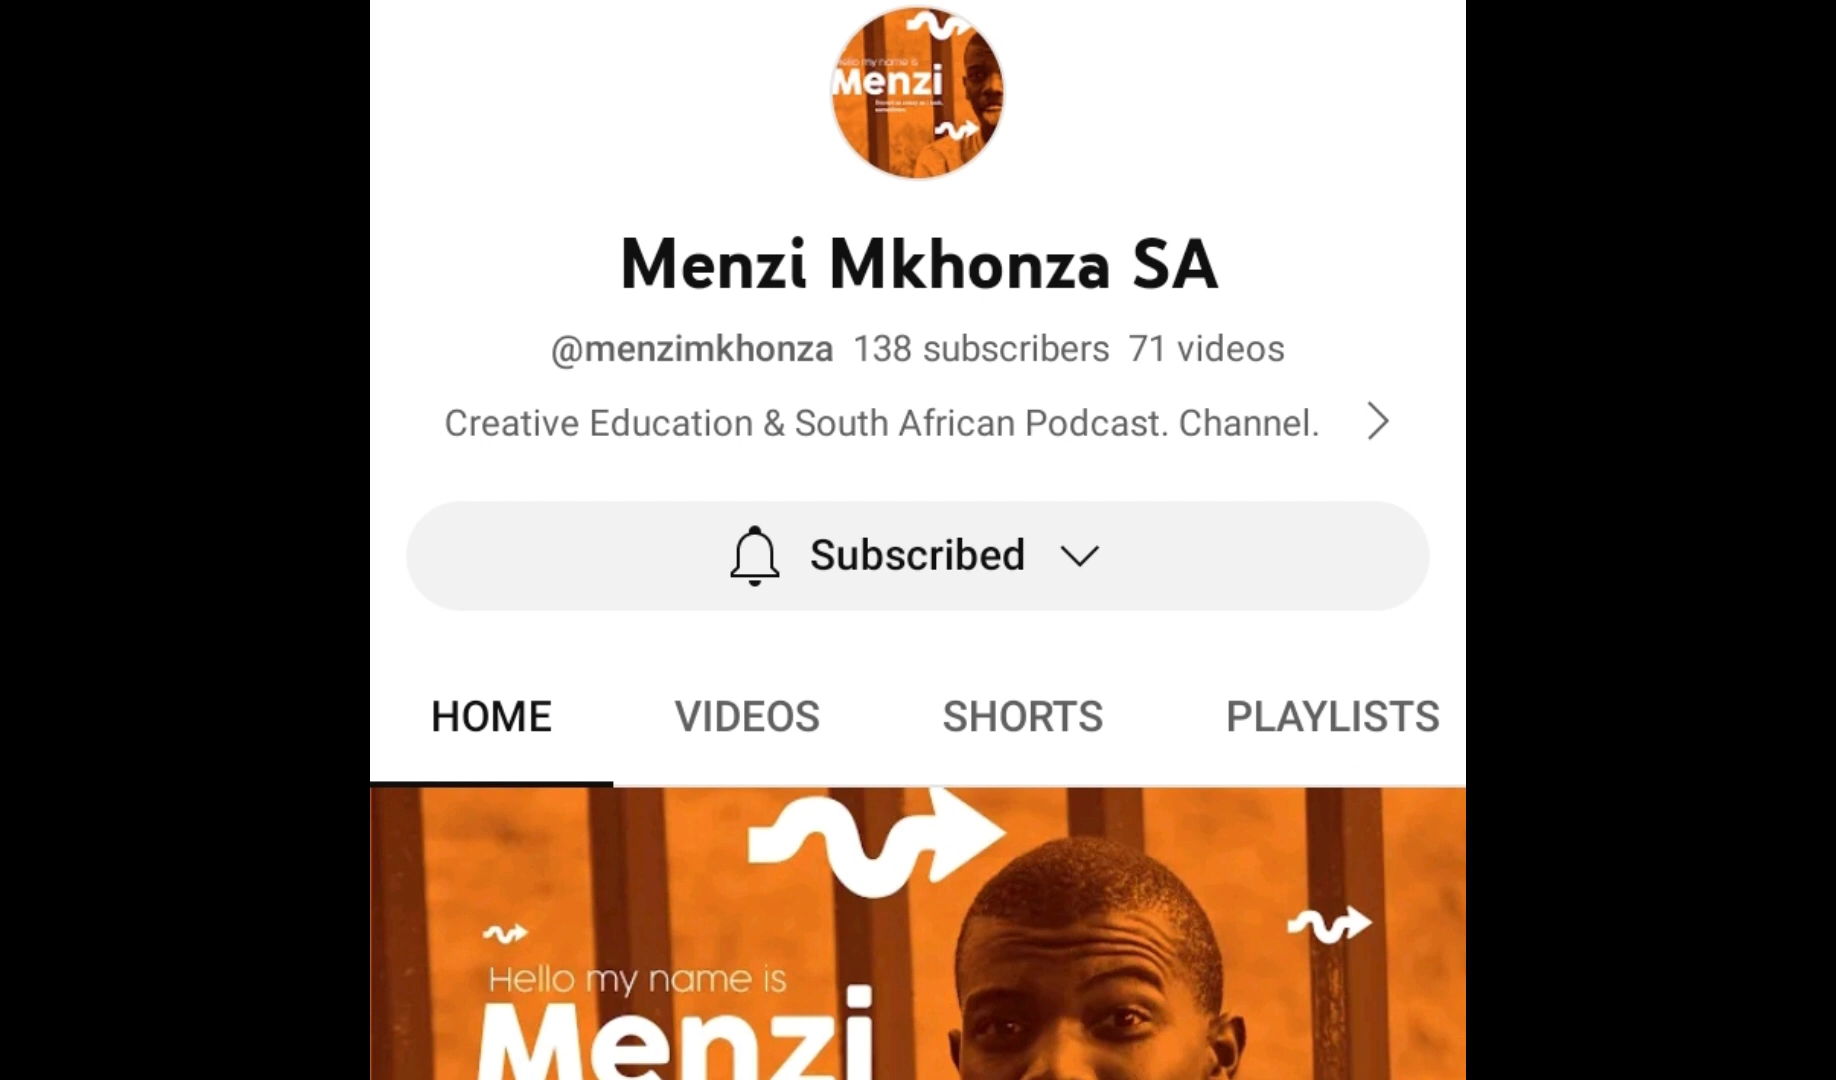 Hello my name is
Menzi
Menzi Mkhonza SA
@menzimkhonza 138 subscribers 71 videos
Creative Education & South African Podcast. Channel.
Subscribed
HOME VIDEOS SHORTS PLAYLISTS
Hello my name is
Menzi